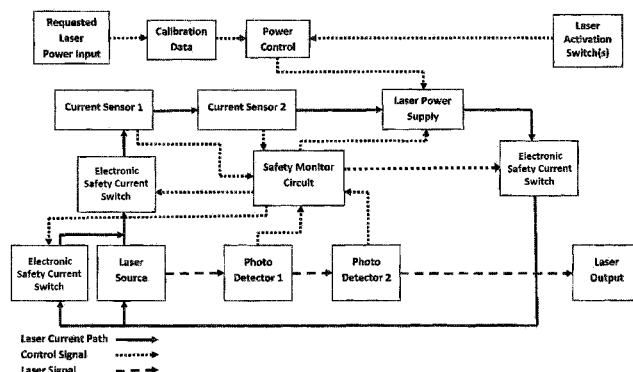 Requested
Laser
Power Input
Calibration
Data
Power
Control
Laser
Activation
Switch(s)
Current Sensor 1
Current Sensor 2
Laser Power
Supply
Electronic
Safety Current
Switch
Safety Monitor
Circuit
Electronic
Safety Current
Switch
Electronic
Safety Current
Switch
Laser
Source
Photo
Detector 1
Photo
Detector 2
Laser
Output
Laser Current Path
Control Signal
Laser Signal